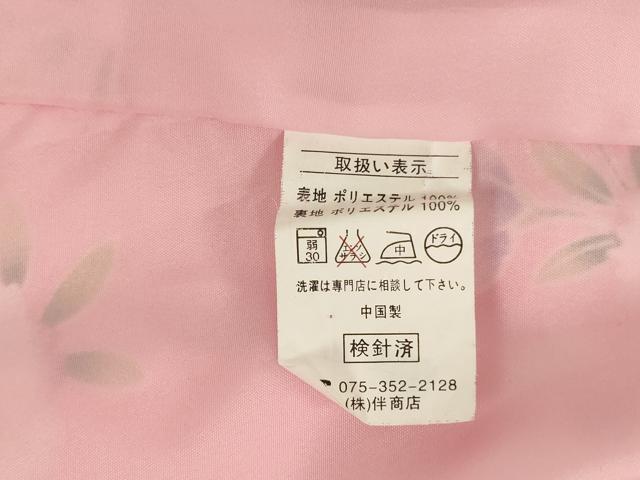 取扱い表示
表地 ポリエステル 100%
裏地 ポリエステル 100%
弱 30 エンソ サラシ 中 ドライ
洗濯は専門店に相談して下さい。
中国製
検針済
075-352-2128
(株)伴商店